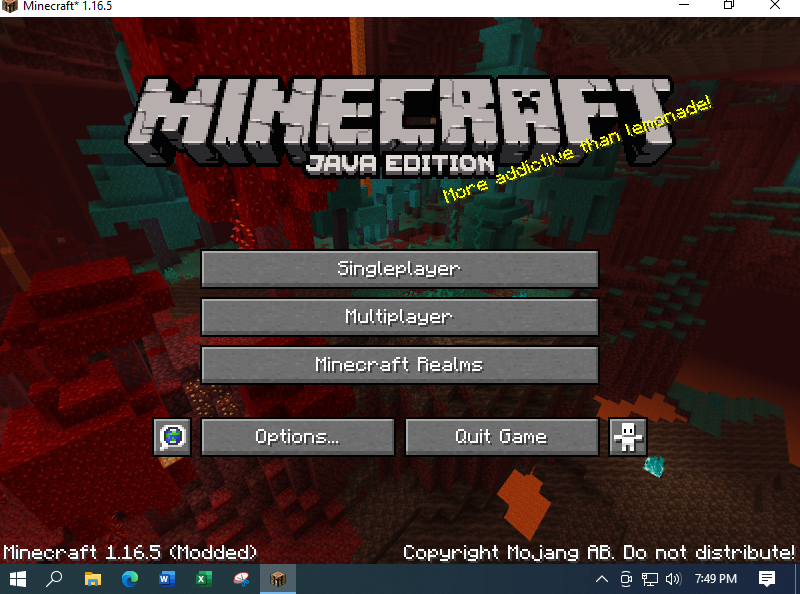 Minecraft* 1.16.5
MINECRAFT
JAVA EDITION
More addictive than lemonade!
Singleplayer
Multiplayer
Minecraft Realms
Options...
Quit Game
Minecraft 1.16.5 (Modded)
Copyright Mojang AB. Do not distribute!
7:49 PM